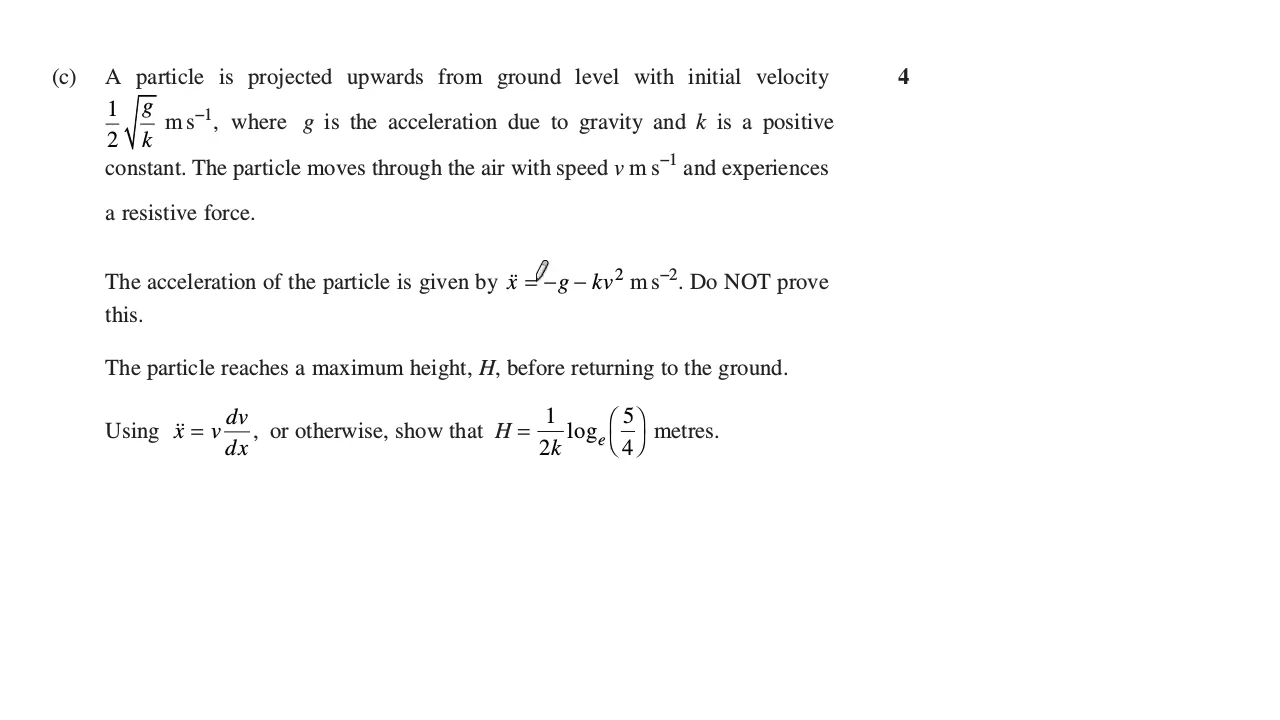 (c) A particle is projected upwards from ground level with initial velocity 4
1/2 √(g/k) m s⁻¹, where g is the acceleration due to gravity and k is a positive
constant. The particle moves through the air with speed v m s⁻¹ and experiences
a resistive force.
The acceleration of the particle is given by ẍ = −g − kv² m s⁻². Do NOT prove
this.
The particle reaches a maximum height, H, before returning to the ground.
Using ẍ = v dv/dx, or otherwise, show that H = 1/2k logₑ(5/4) metres.